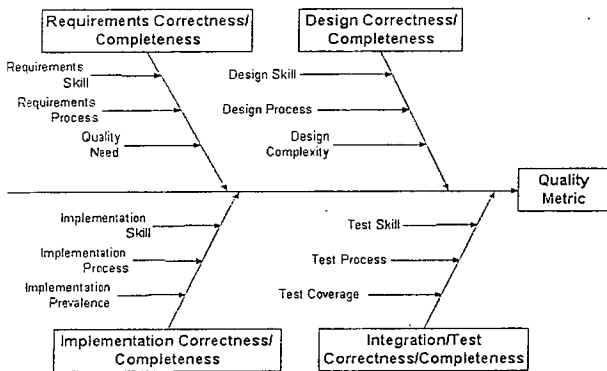 Requirements Correctness/
Completeness
Design Correctness/
Completeness
Requirements
Skill
Requirements
Process
Quality
Need
Design Skill
Design Process
Design
Complexity
Quality
Metric
Implementation
Skill
Implementation
Process
Implementation
Prevalence
Test Skill
Test Process
Test Coverage
Implementation Correctness/
Completeness
Integration/Test
Correctness/Completeness